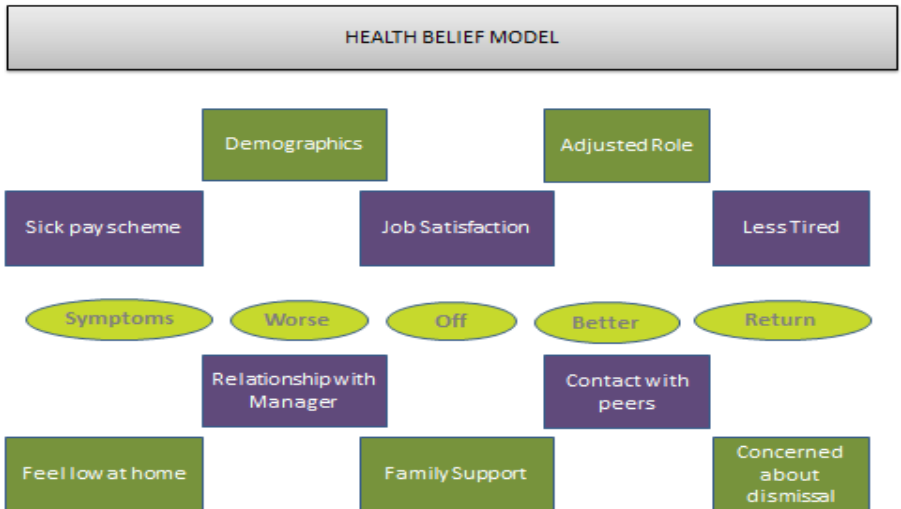 HEALTH BELIEF MODEL
Demographics
Adjusted Role
Sick pay scheme
Job Satisfaction
Less Tired
Symptoms
Worse
Off
Better
Return
Relationship with
Manager
Contact with
peers
Feel low at home
Family Support
Concerned
about
dismissal